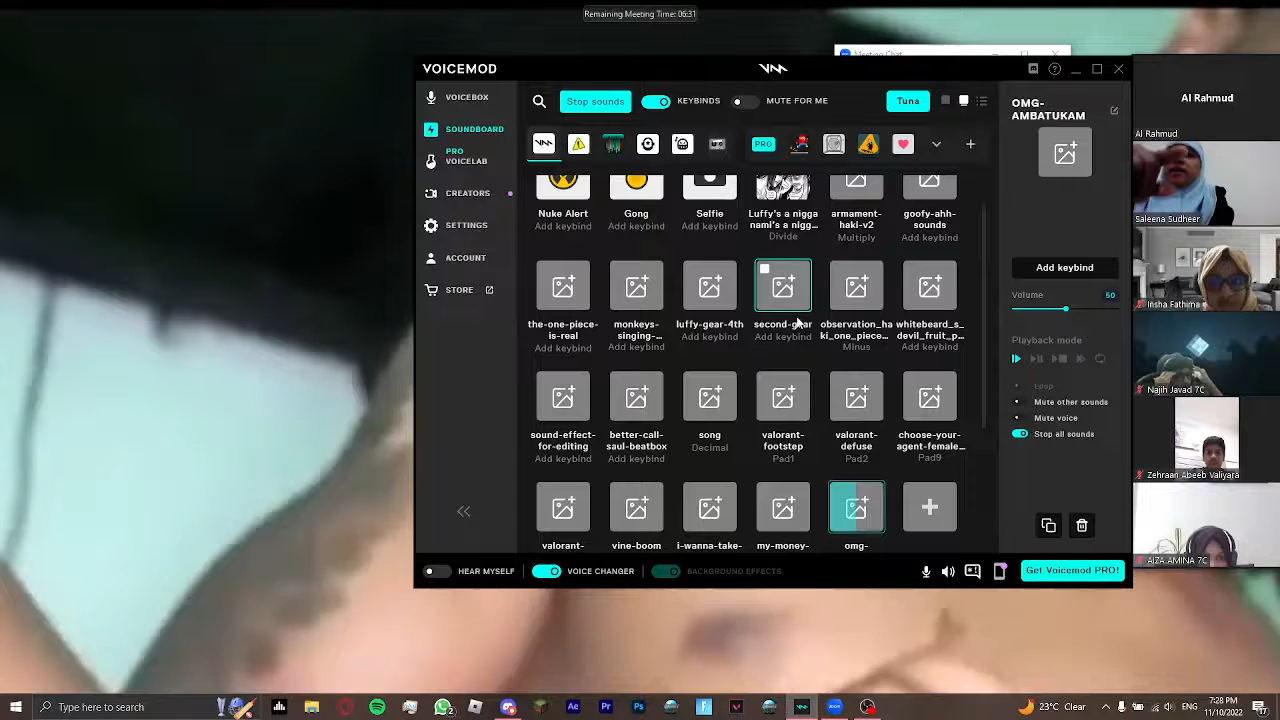 Remaining Meeting Time: 06:31
Meeting Chat
VOICEMOD
VOICEBOX
SOUNDBOARD
PRO
VOICELAB
CREATORS
SETTINGS
ACCOUNT
STORE
Stop sounds
KEYBINDS
MUTE FOR ME
Tuna
PRO
Nuke Alert
Add keybind
Gong
Add keybind
Selfie
Add keybind
Luffy's a nigga
nami's a nigg...
Divide
armament-
haki-v2
Multiply
goofy-ahh-
sounds
Add keybind
the-one-piece-
is-real
Add keybind
monkeys-
singing-...
Add keybind
luffy-gear-4th
Add keybind
second-gear
Add keybind
observation_ha
ki_one_piece...
Minus
whitebeard_s_
devil_fruit_p...
Add keybind
sound-effect-
for-editing
Add keybind
better-call-
saul-beatbox
Add keybind
song
Decimal
valorant-
footstep
Pad1
valorant-
defuse
Pad2
choose-your-
agent-female...
Pad9
valorant-
vine-boom
i-wanna-take-
my-money-
omg-
OMG-
AMBATUKAM
Add keybind
Volume
50
Playback mode
Loop
Mute other sounds
Mute voice
Stop all sounds
HEAR MYSELF
VOICE CHANGER
BACKGROUND EFFECTS
Get Voicemod PRO!
Al Rahmud
Al Rahmud
Saleena Sudheer
Irisha Fathima
Najih Javad 7C
Zehraan Abeeb Valiya
AIZA AMINA 7C
Type here to search
2
23°C Clear
7:28 PM
11/10/2022